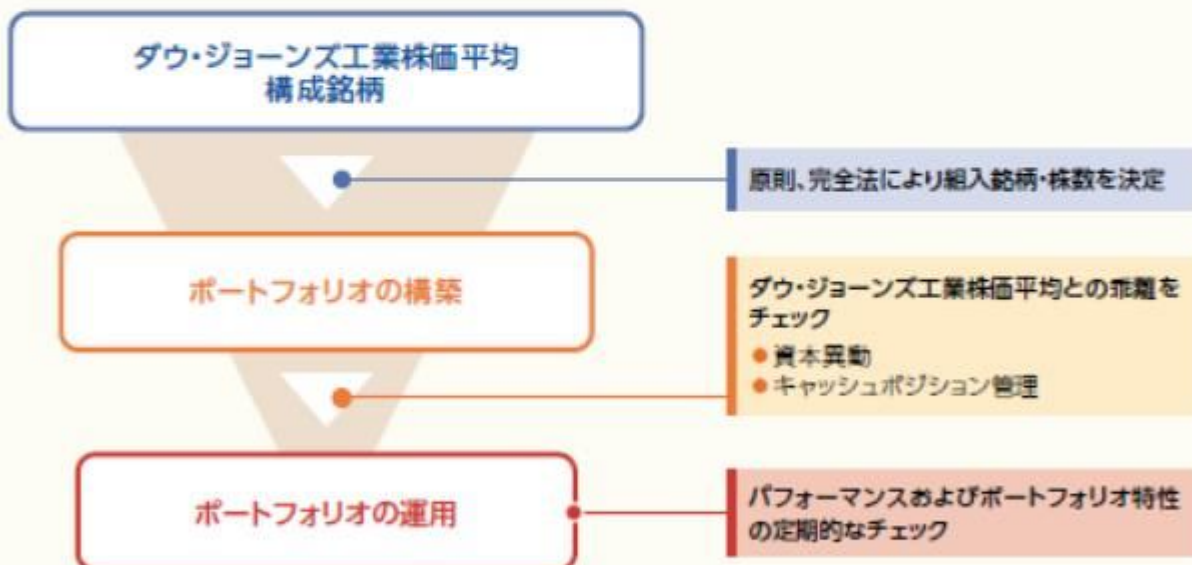 ダウ・ジョーンズ工業株価平均
構成銘柄
原則、完全法により組入銘柄・株数を決定
ポートフォリオの構築
ダウ・ジョーンズ工業株価平均との乖離を
チェック
●資本異動
●キャッシュポジション管理
ポートフォリオの運用
パフォーマンスおよびポートフォリオ特性
の定期的なチェック